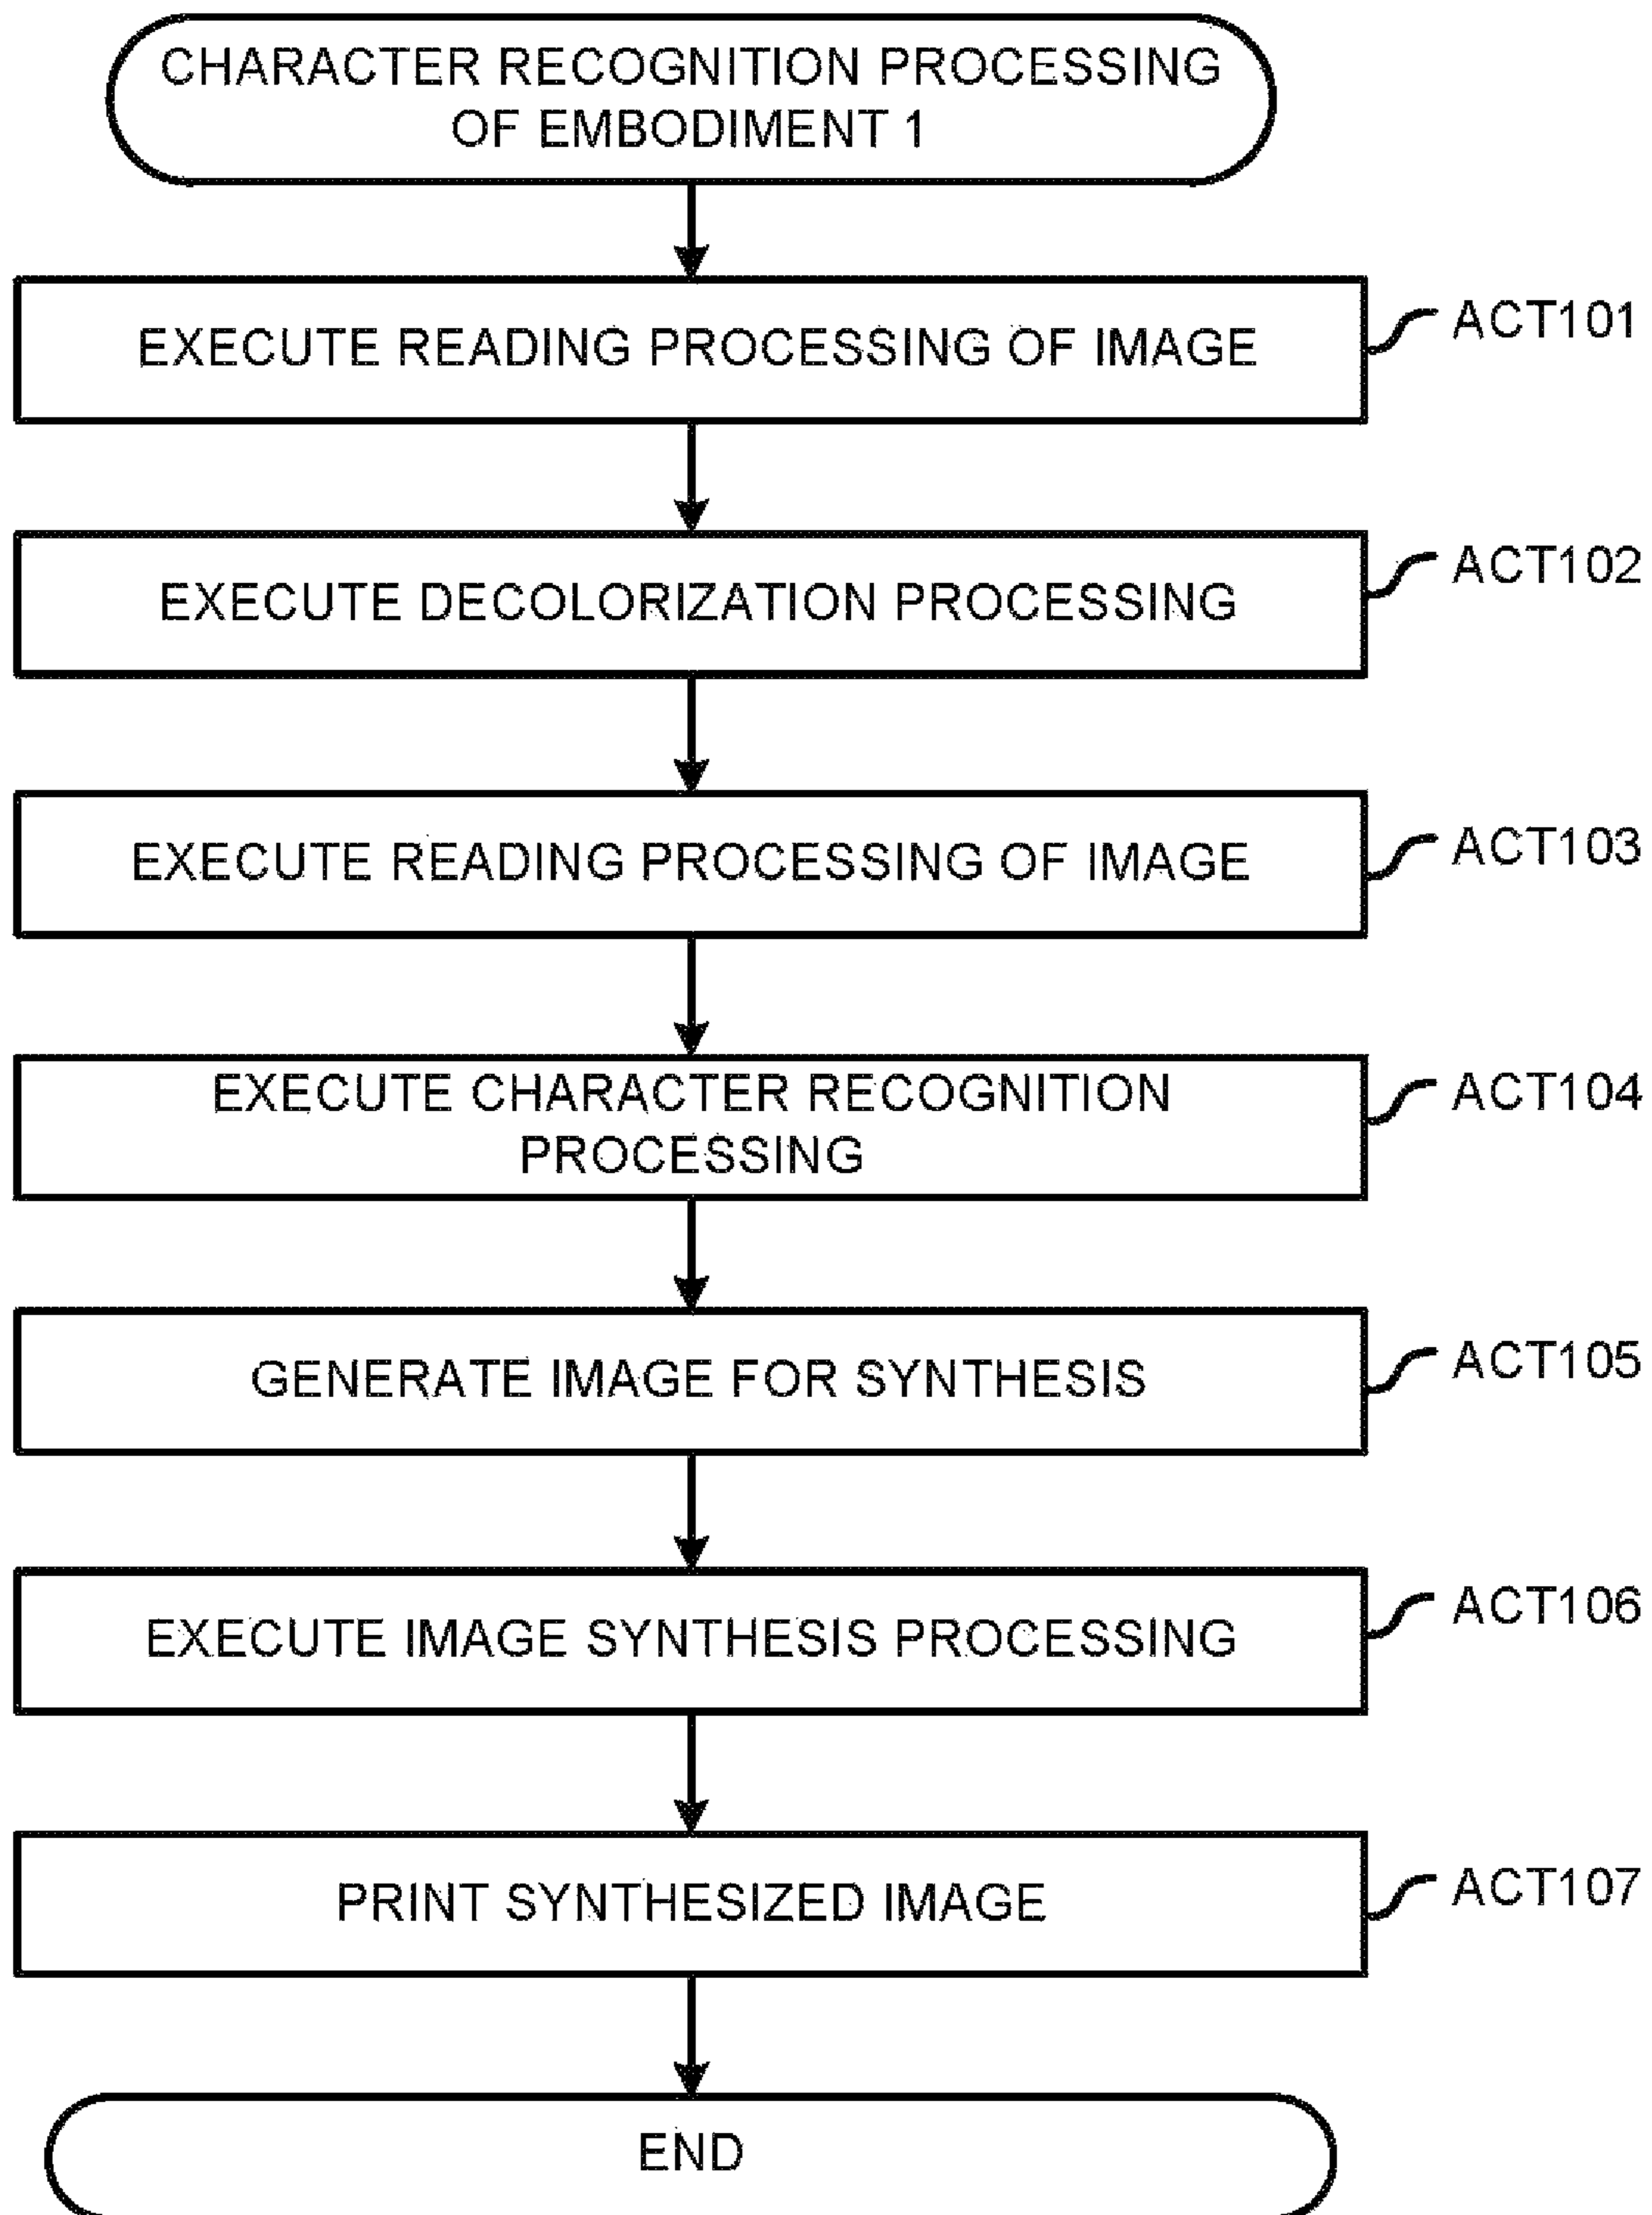 CHARACTER RECOGNITION PROCESSING
OF EMBODIMENT 1
EXECUTE READING PROCESSING OF IMAGE
ACT101
EXECUTE DECOLORIZATION PROCESSING
ACT102
EXECUTE READING PROCESSING OF IMAGE
ACT103
EXECUTE CHARACTER RECOGNITION
PROCESSING
ACT104
GENERATE IMAGE FOR SYNTHESIS
ACT105
EXECUTE IMAGE SYNTHESIS PROCESSING
ACT106
PRINT SYNTHESIZED IMAGE
ACT107
END